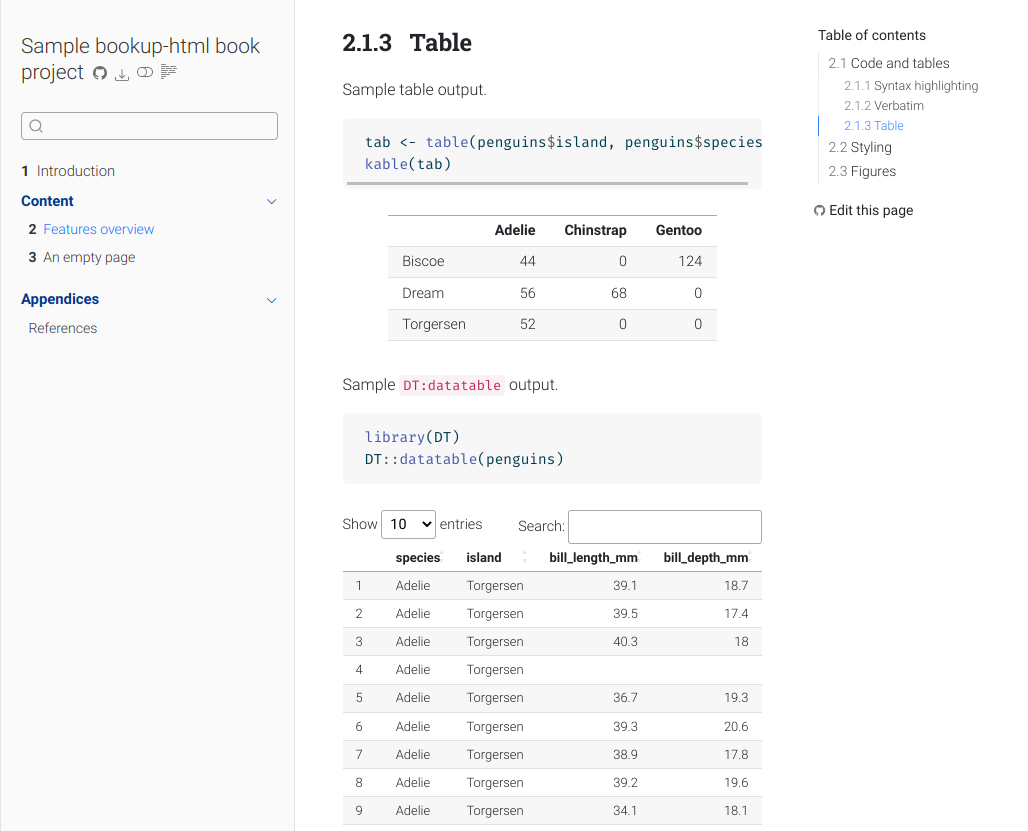 Sample bookup-html book
project
1 Introduction
Content
2 Features overview
3 An empty page
Appendices
References
2.1.3 Table
Sample table output.
tab <- table(penguins$island, penguins$species
kable(tab)
Adelie Chinstrap Gentoo
Biscoe 44 0 124
Dream 56 68 0
Torgersen 52 0 0
Sample DT:datatable output.
library(DT)
DT::datatable(penguins)
Show 10 entries Search:
species island bill_length_mm bill_depth_mm
1 Adelie Torgersen 39.1 18.7
2 Adelie Torgersen 39.5 17.4
3 Adelie Torgersen 40.3 18
4 Adelie Torgersen
5 Adelie Torgersen 36.7 19.3
6 Adelie Torgersen 39.3 20.6
7 Adelie Torgersen 38.9 17.8
8 Adelie Torgersen 39.2 19.6
9 Adelie Torgersen 34.1 18.1
Table of contents
2.1 Code and tables
2.1.1 Syntax highlighting
2.1.2 Verbatim
2.1.3 Table
2.2 Styling
2.3 Figures
Edit this page